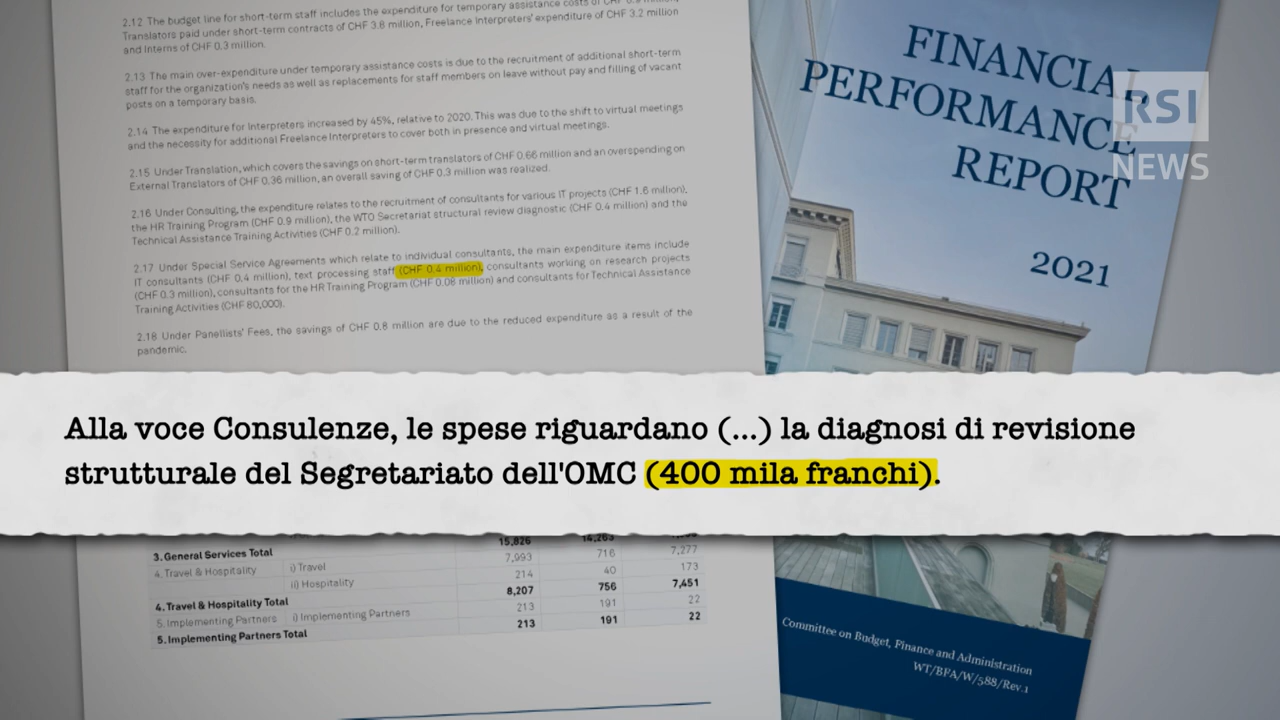 2.12 The budget line for short-term staff includes the expenditure for temporary assistance costs of CHF
Translators paid under short-term contracts of CHF 3.8 million, Freelance Interpreters' expenditure of CHF 3.2 million
and Interns of CHF 0.3 million.
2.13 The main over-expenditure under temporary assistance costs is due to the recruitment of additional short-term
staff for the organization's needs as well as replacements for staff members on leave without pay and filling of vacant
posts on a temporary basis.
2.14 The expenditure for Interpreters increased by 45%, relative to 2020. This was due to the shift to virtual meetings
and the necessity for additional Freelance Interpreters to cover both in presence and virtual meetings.
2.15 Under Translation, which covers the savings on short-term translators of CHF 0.66 million and an overspending on
External Translators of CHF 0.36 million, an overall saving of CHF 0.3 million was realized.
2.16 Under Consulting, the expenditure relates to the recruitment of consultants for various IT projects (CHF 1.6 million),
the HR Training Program (CHF 0.9 million), the WTO Secretariat structural review diagnostic (CHF 0.4 million) and the
Technical Assistance Training Activities (CHF 0.2 million).
2.17 Under Special Service Agreements which relate to individual consultants, the main expenditure items include
IT consultants (CHF 0.4 million), text processing staff (CHF 0.4 million), consultants working on research projects
(CHF 0.3 million), consultants for the HR Training Program (CHF 0.08 million) and consultants for Technical Assistance
Training Activities (CHF 80,000).
2.18 Under Panellists' Fees, the savings of CHF 0.8 million are due to the reduced expenditure as a result of the
pandemic.
FINANCIAL
PERFORMANCE
REPORT
2021
RSI
NEWS
Alla voce Consulenze, le spese riguardano (...) la diagnosi di revisione
strutturale del Segretariato dell'OMC (400 mila franchi).
3. General Services Total 15,826 14,263
4. Travel & Hospitality i) Travel 7,993 716 7,277
ii) Hospitality 214 40 173
4. Travel & Hospitality Total 8,207 756 7,451
5. Implementing Partners i) Implementing Partners 213 191 22
5. Implementing Partners Total 213 191 22
Committee on Budget, Finance and Administration
WT/BFA/W/588/Rev.1